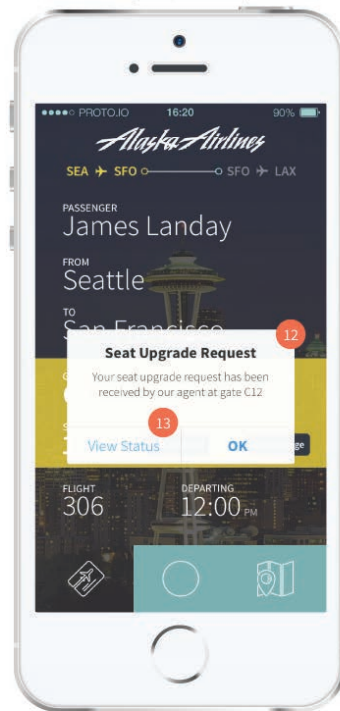 PROTO.IO 16:20 90%
Alaska Airlines
SEA SFO SFO LAX
PASSENGER
James Landay
FROM
Seattle
TO
San Francisco
12
Seat Upgrade Request
Your seat upgrade request has been
received by our agent at gate C12
13
View Status OK
FLIGHT DEPARTING
306 12:00 PM